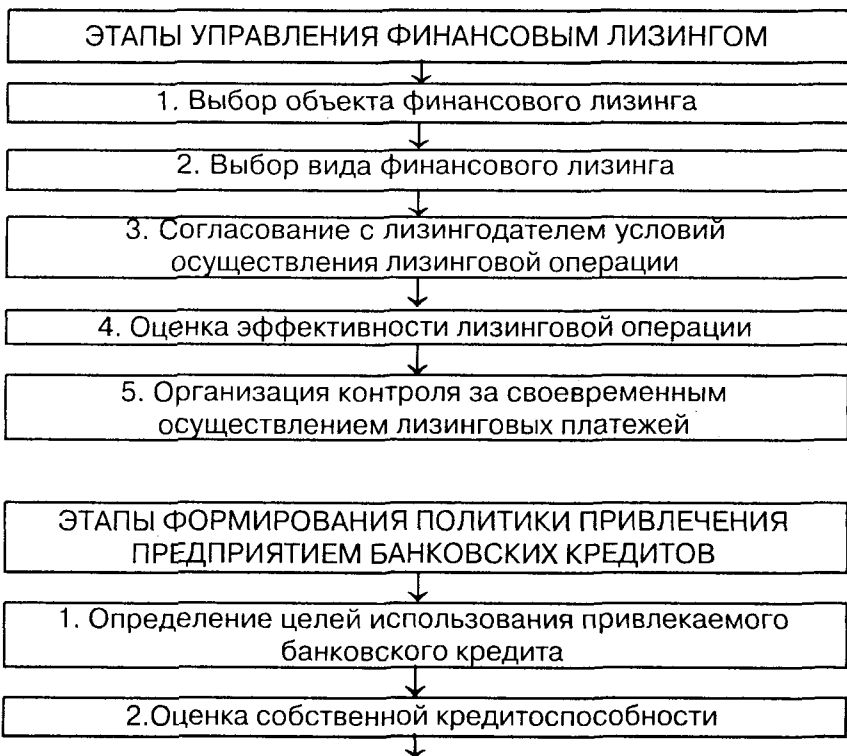 ЭТАПЫ УПРАВЛЕНИЯ ФИНАНСОВЫМ ЛИЗИНГОМ
1. Выбор объекта финансового лизинга
2. Выбор вида финансового лизинга
3. Согласование с лизингодателем условий
осуществления лизинговой операции
4. Оценка эффективности лизинговой операции
5. Организация контроля за своевременным
осуществлением лизинговых платежей
ЭТАПЫ ФОРМИРОВАНИЯ ПОЛИТИКИ ПРИВЛЕЧЕНИЯ
ПРЕДПРИЯТИЕМ БАНКОВСКИХ КРЕДИТОВ
1. Определение целей использования привлекаемого
банковского кредита
2.Оценка собственной кредитоспособности